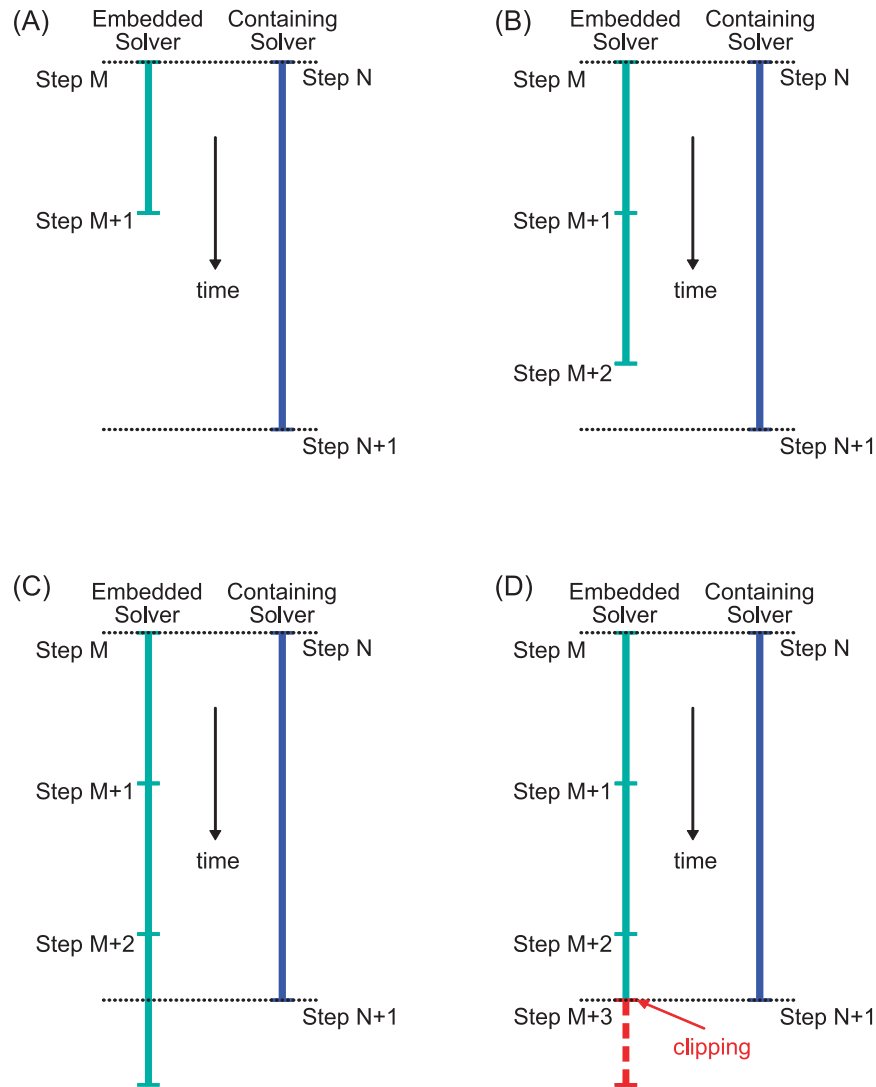 (A)
Embedded Solver
Containing Solver
Step M
Step N
Step M+1
time
Step N+1
(B)
Embedded Solver
Containing Solver
Step M
Step N
Step M+1
time
Step M+2
Step N+1
(C)
Embedded Solver
Containing Solver
Step M
Step N
Step M+1
time
Step M+2
Step N+1
(D)
Embedded Solver
Containing Solver
Step M
Step N
Step M+1
time
Step M+2
Step M+3
Step N+1
clipping